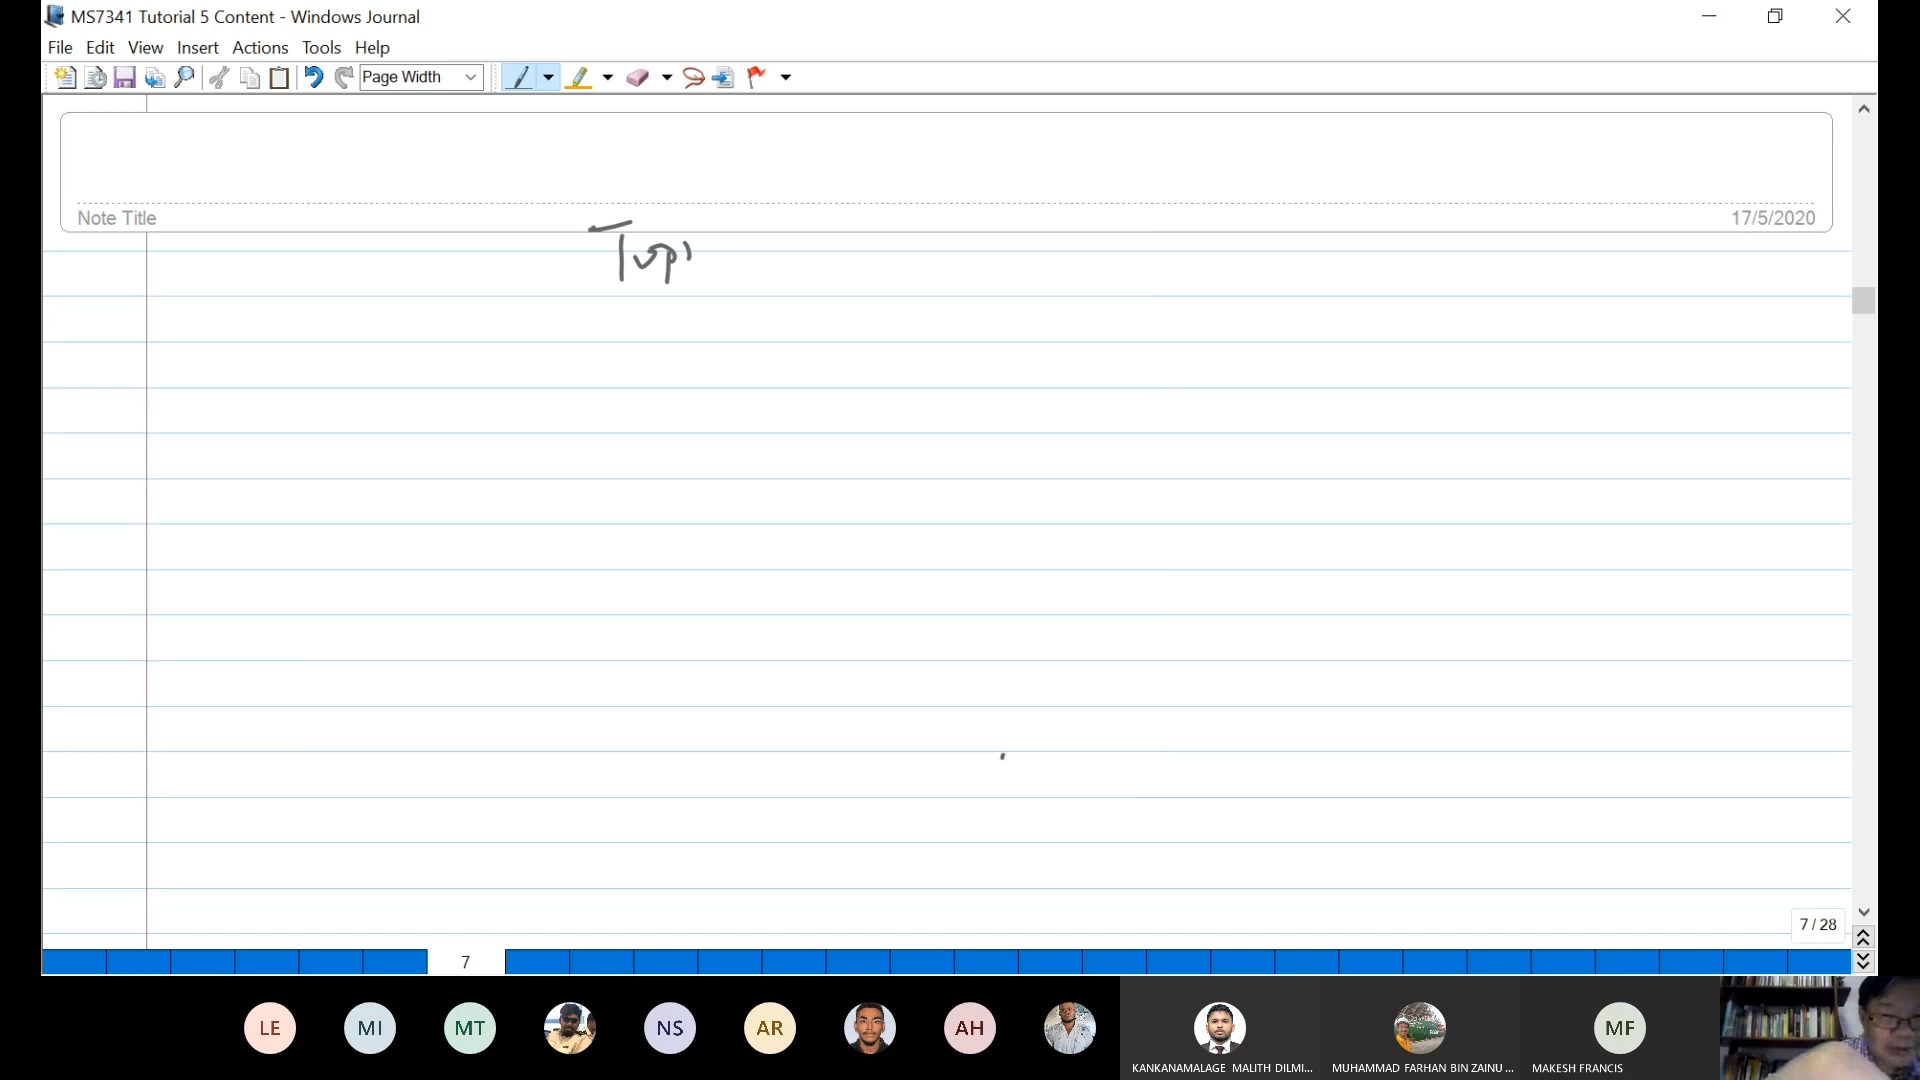 MS7341 Tutorial 5 Content - Windows Journal
File Edit View Insert Actions Tools Help
Page Width
Note Title
17/5/2020
Topi
7 / 28
7
LE MI MT NS AR AH MF
KANKANAMALAGE MALITH DILMI... MUHAMMAD FARHAN BIN ZAINU... MAKESH FRANCIS